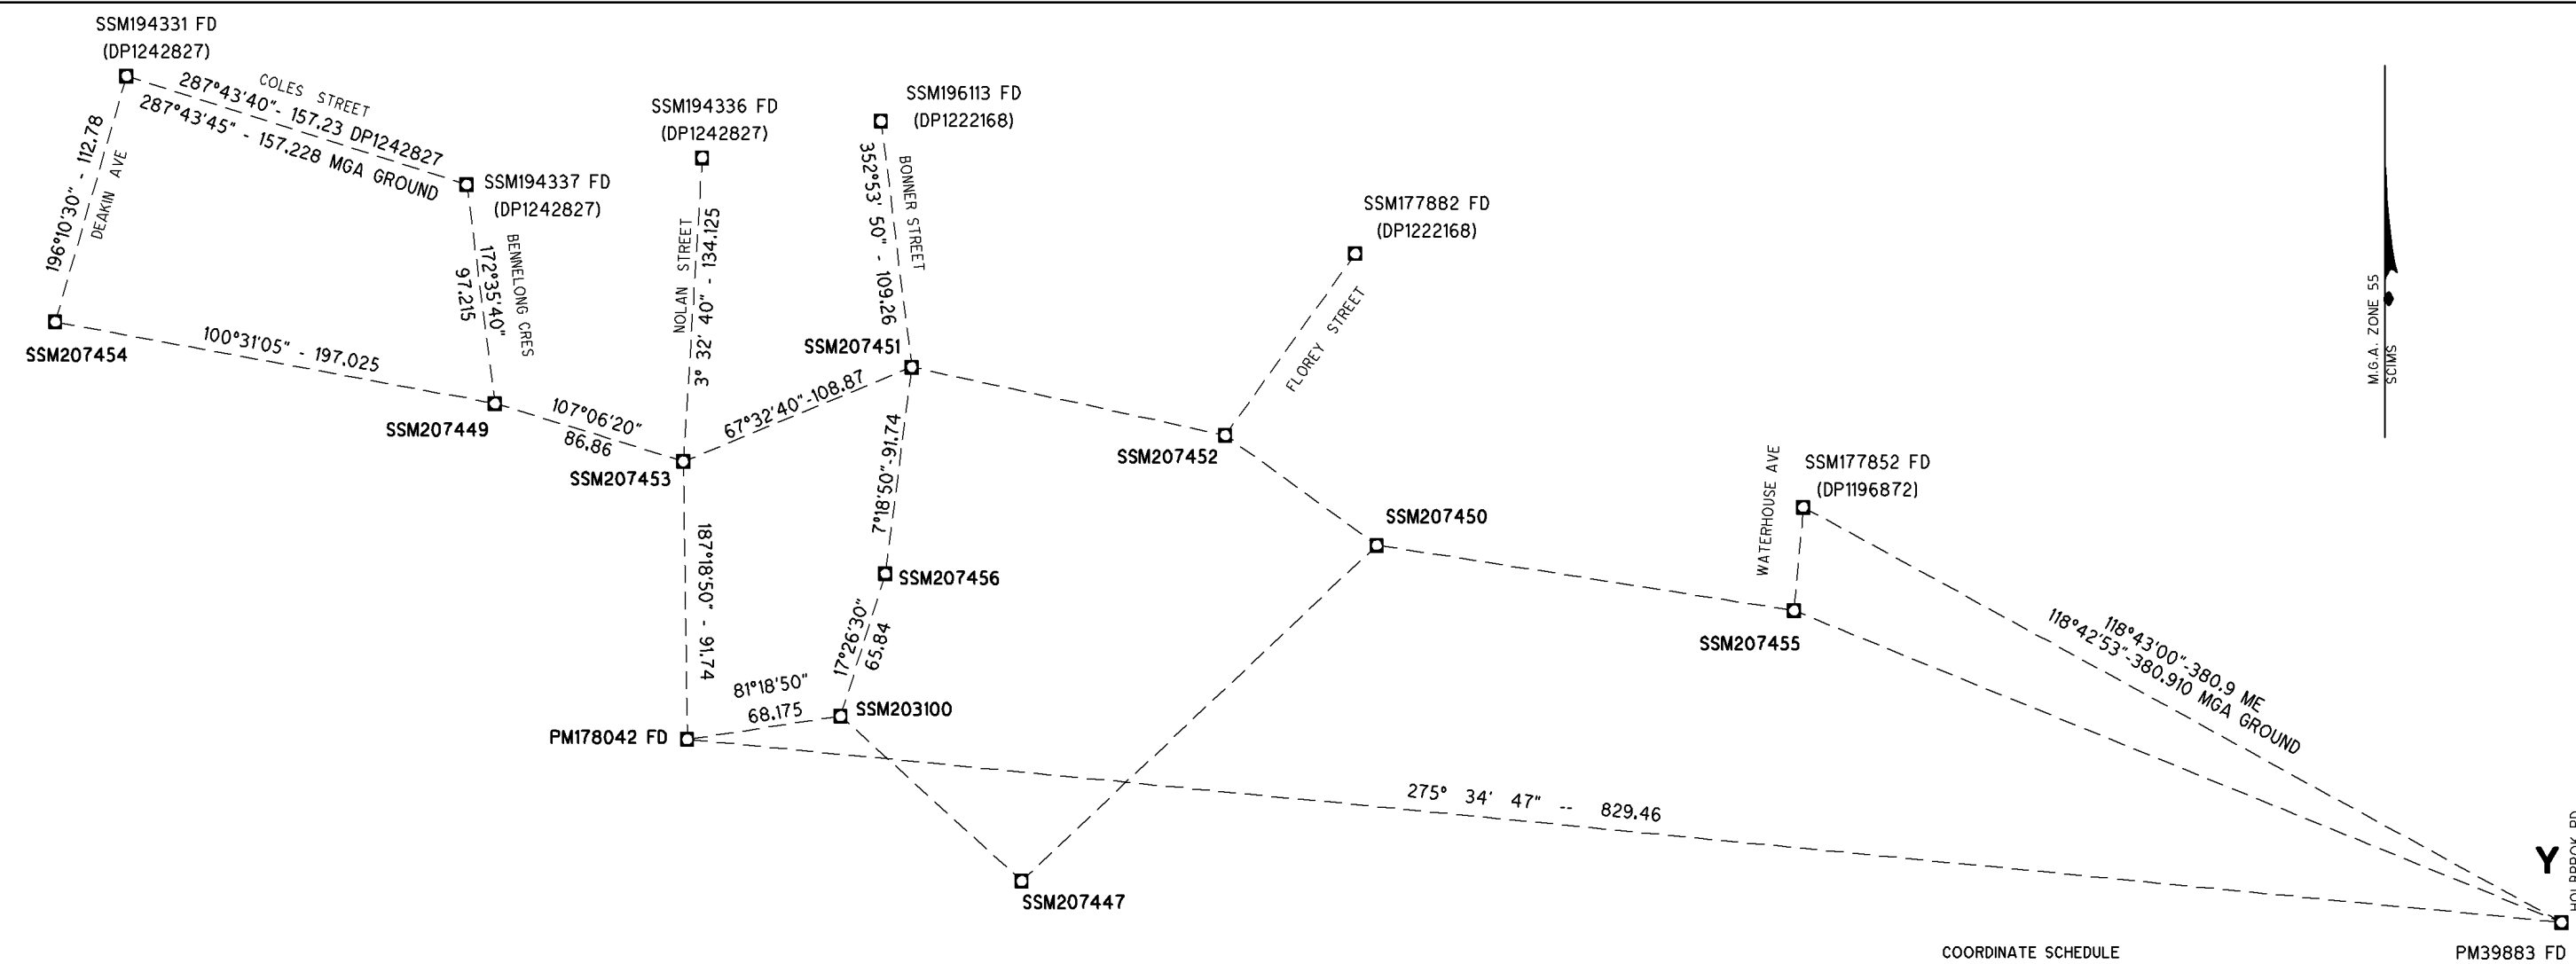 SSM194331 FD
(DP1242827)
COLES STREET
287°43'40"- 157.23 DP1242827
287°43'45" - 157.228 MGA GROUND
196°10'30" - 112.78
DEAKIN AVE
SSM194337 FD
(DP1242827)
172°35'40"
97.215
BENNELONG CRES
SSM207454
100°31'05" - 197.025
SSM207449
107°06'20"
86.86
SSM207453
SSM194336 FD
(DP1242827)
NOLAN STREET
3° 32' 40" - 134.125
SSM196113 FD
(DP1222168)
352°53' 50" - 109.26
BONNER STREET
SSM207451
67°32'40"-108.87
7°18'50"-91.74
187°18'50" - 91.74
SSM207456
17°26'30"
65.84
81°18'50"
68.175
SSM203100
PM178042 FD
SSM177882 FD
(DP1222168)
FLOREY STREET
SSM207452
SSM207450
SSM207447
WATERHOUSE AVE
SSM177852 FD
(DP1196872)
SSM207455
118°43'00"-380.9 ME
118°42'53"-380.910 MGA GROUND
275° 34' 47" -- 829.46
M.G.A. ZONE 55
SCIMS
Y
COORDINATE SCHEDULE
PM39883 FD